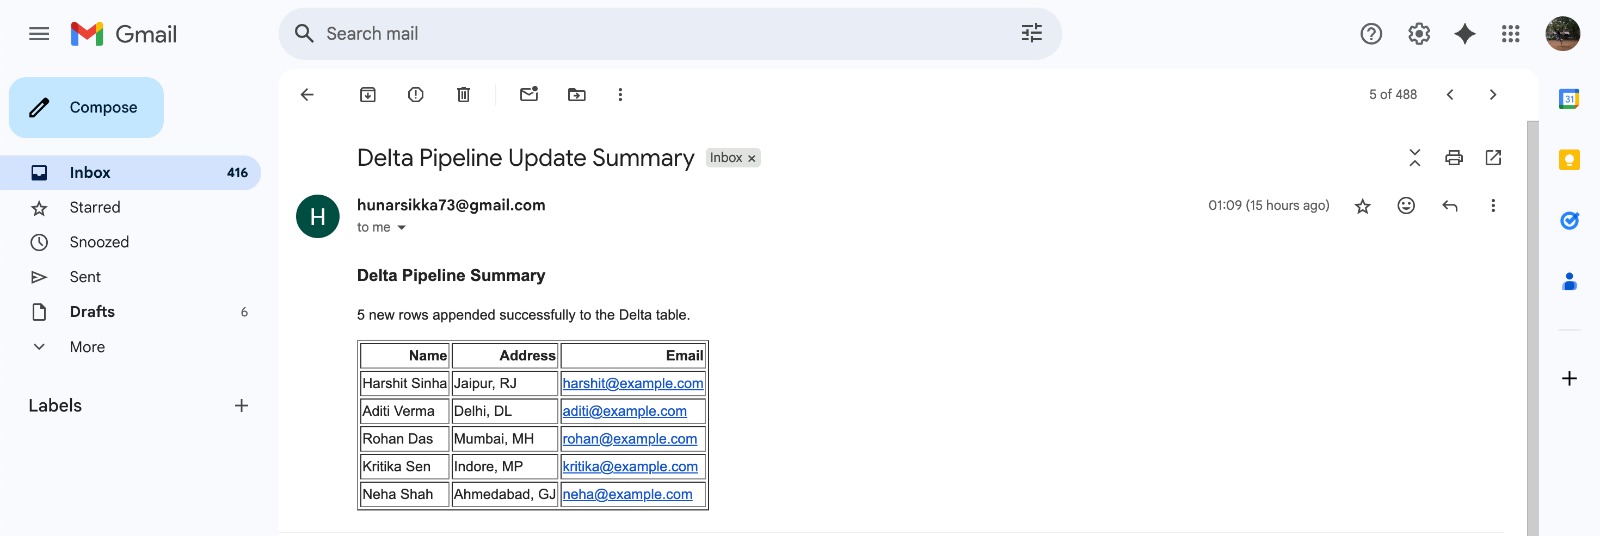 Gmail
Search mail
Compose
5 of 488
Inbox 416
Starred
Snoozed
Sent
Drafts 6
More
Labels
Delta Pipeline Update Summary Inbox ×
H
hunarsikka73@gmail.com 01:09 (15 hours ago)
to me
Delta Pipeline Summary
5 new rows appended successfully to the Delta table.
Name Address Email
Harshit Sinha Jaipur, RJ harshit@example.com
Aditi Verma Delhi, DL aditi@example.com
Rohan Das Mumbai, MH rohan@example.com
Kritika Sen Indore, MP kritika@example.com
Neha Shah Ahmedabad, GJ neha@example.com
31